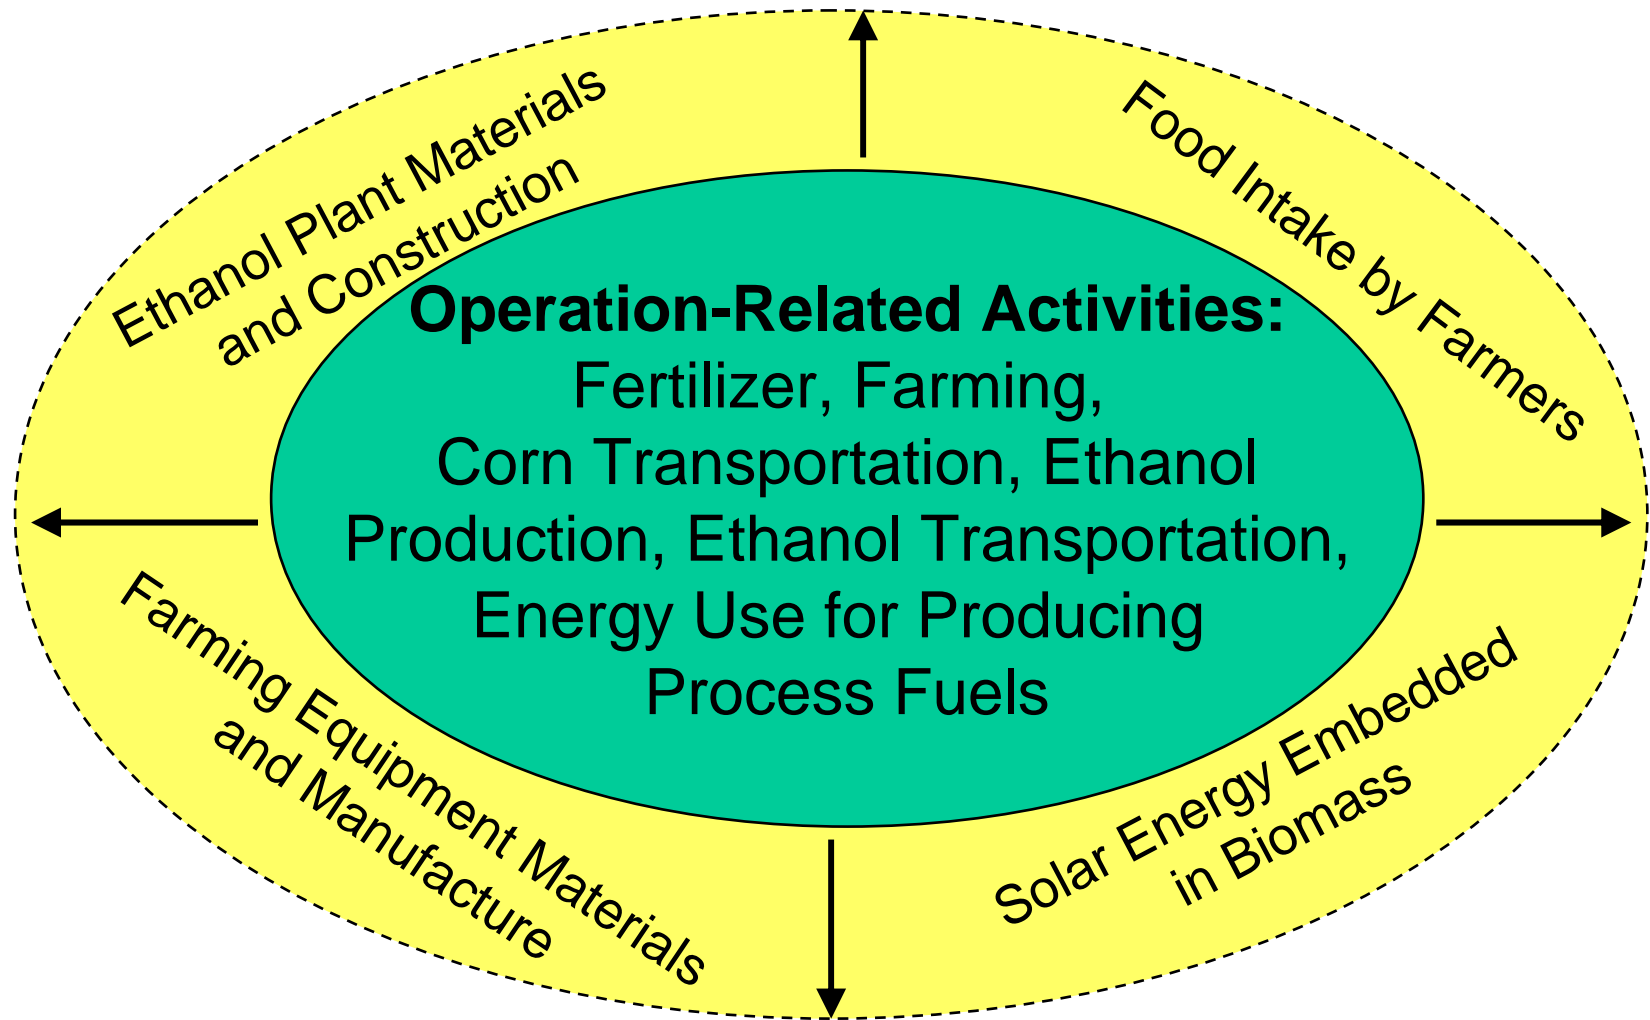 Ethanol Plant Materials
and Construction
Food Intake by Farmers
Operation-Related Activities:
Fertilizer, Farming,
Corn Transportation, Ethanol
Production, Ethanol Transportation,
Energy Use for Producing
Process Fuels
Farming Equipment Materials
and Manufacture
Solar Energy Embedded
in Biomass